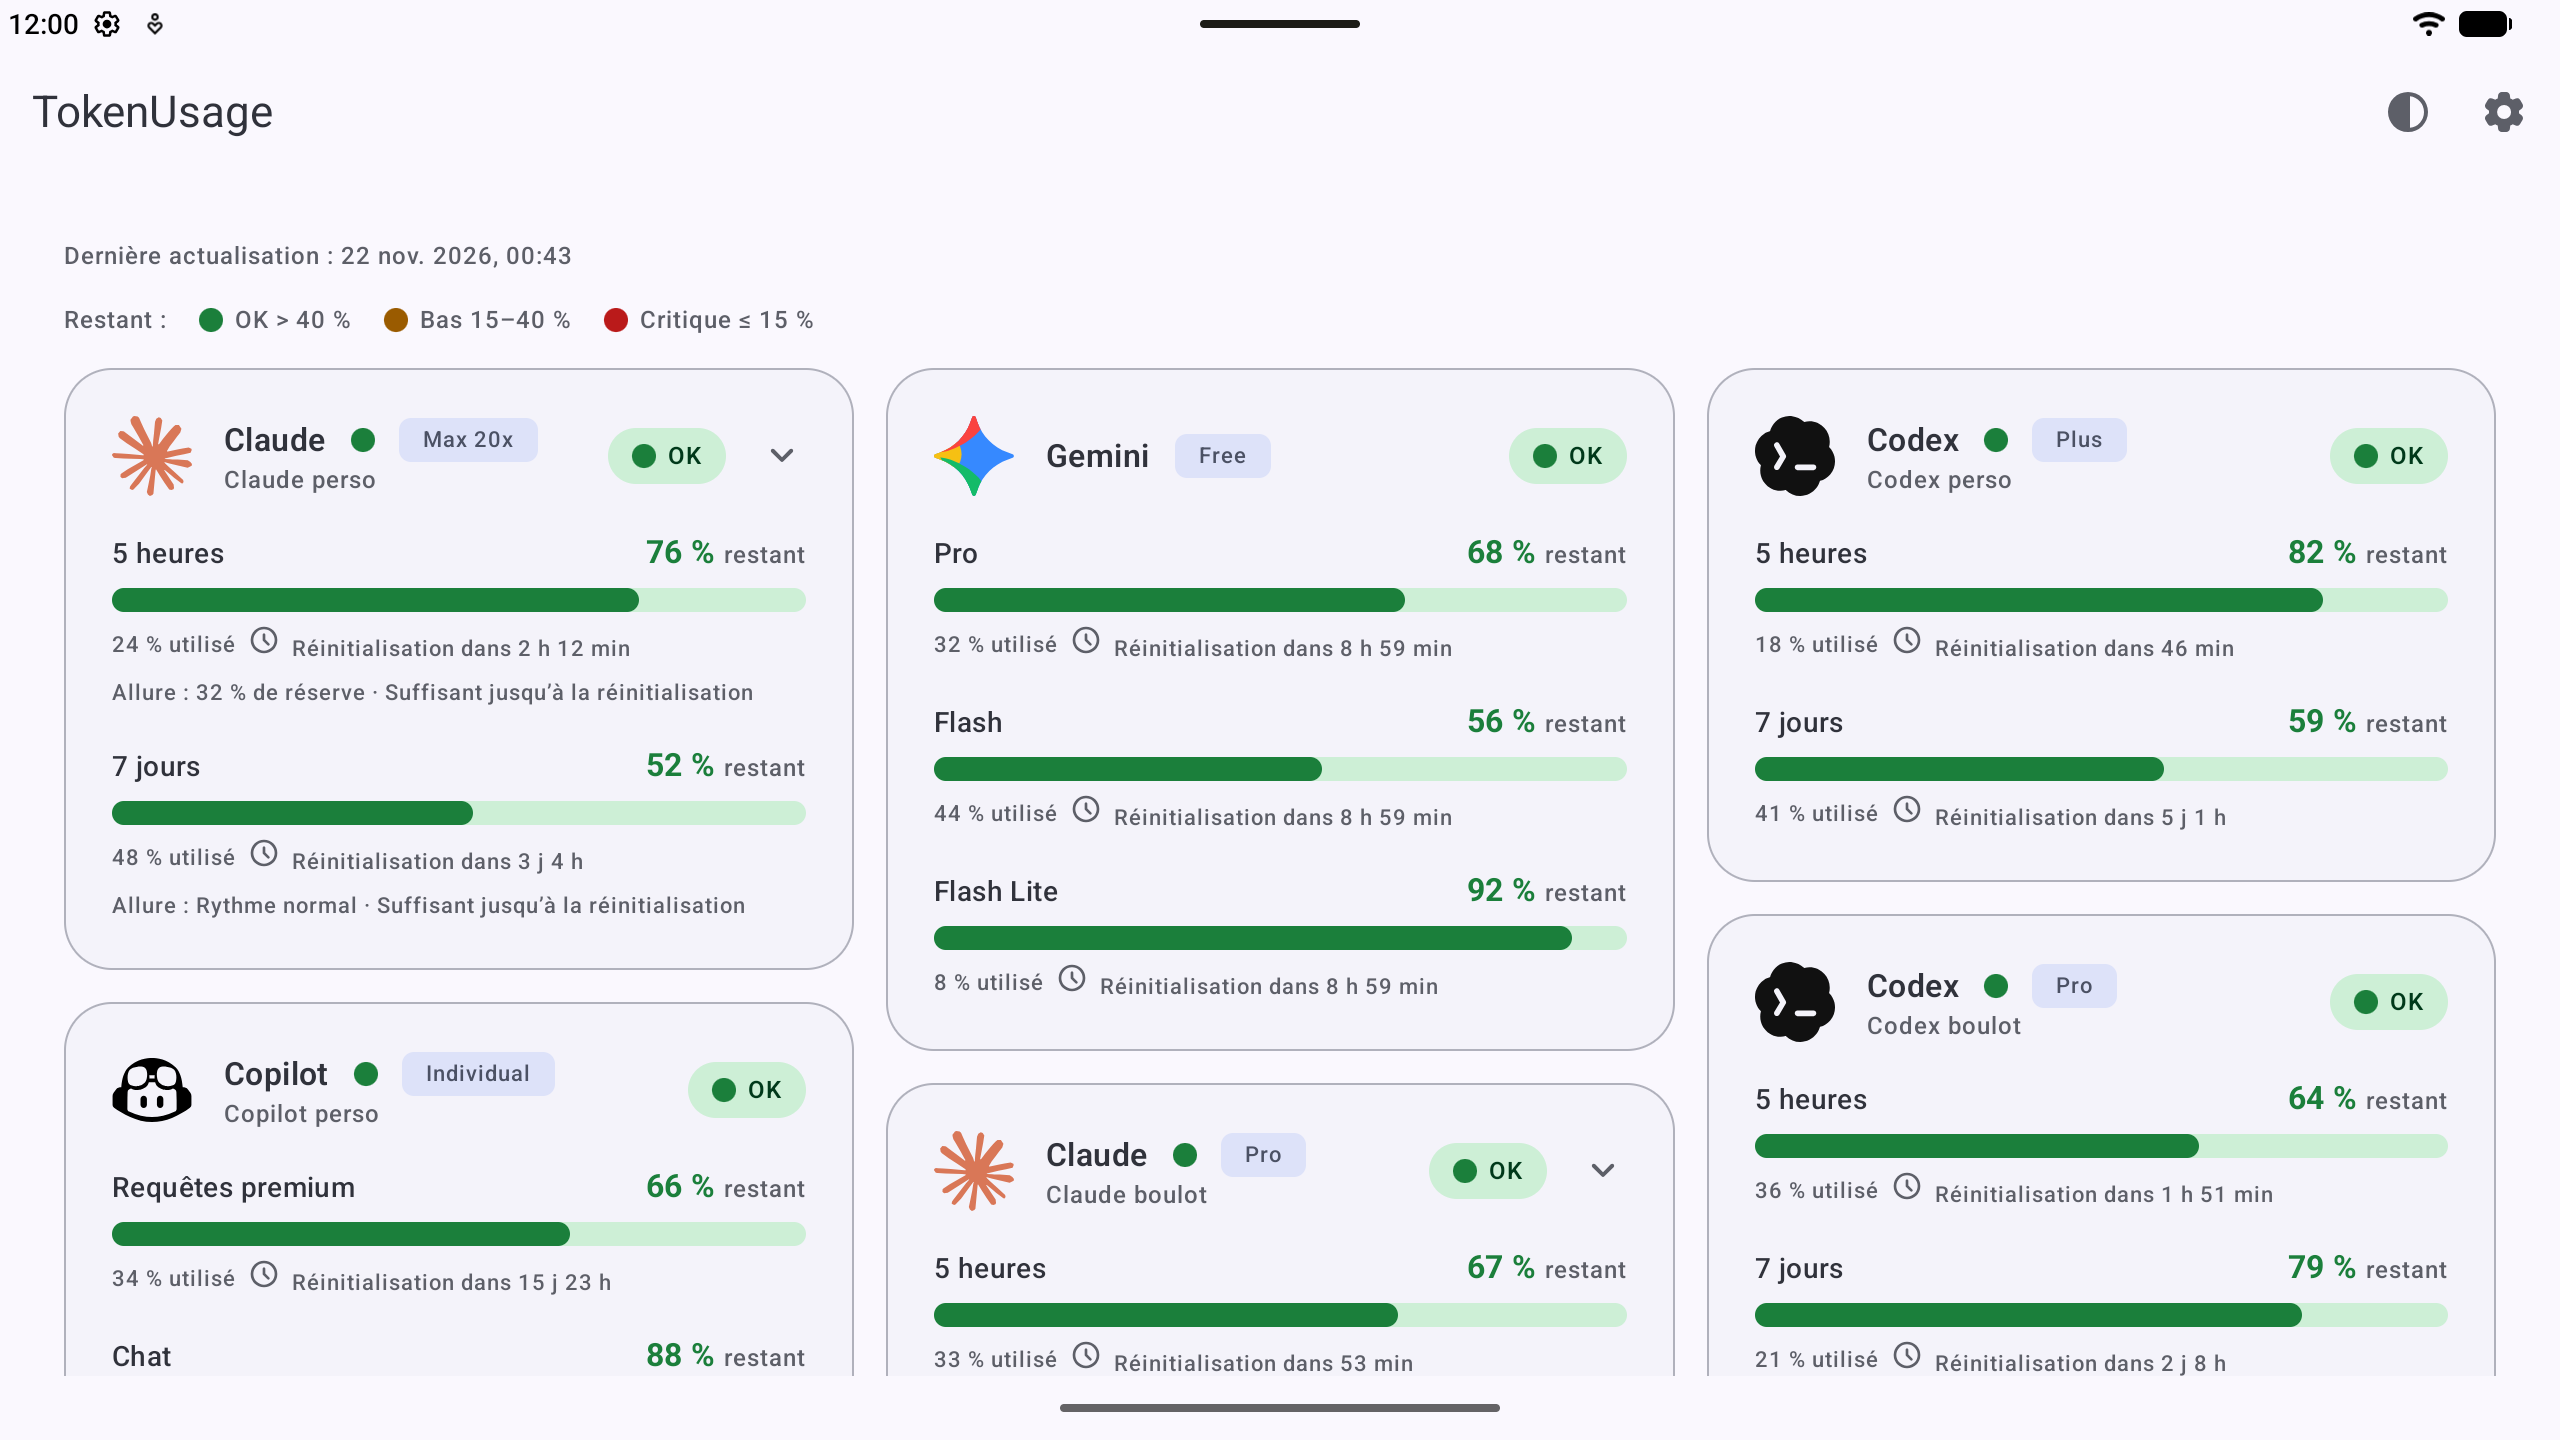 12:00
TokenUsage
Dernière actualisation : 22 nov. 2026, 00:43
Restant : OK > 40 % Bas 15–40 % Critique ≤ 15 %
Claude Max 20x OK
Claude perso
5 heures 76 % restant
24 % utilisé Réinitialisation dans 2 h 12 min
Allure : 32 % de réserve · Suffisant jusqu’à la réinitialisation
7 jours 52 % restant
48 % utilisé Réinitialisation dans 3 j 4 h
Allure : Rythme normal · Suffisant jusqu’à la réinitialisation
Copilot Individual OK
Copilot perso
Requêtes premium 66 % restant
34 % utilisé Réinitialisation dans 15 j 23 h
Chat 88 % restant
Gemini Free OK
Pro 68 % restant
32 % utilisé Réinitialisation dans 8 h 59 min
Flash 56 % restant
44 % utilisé Réinitialisation dans 8 h 59 min
Flash Lite 92 % restant
8 % utilisé Réinitialisation dans 8 h 59 min
Claude Pro OK
Claude boulot
5 heures 67 % restant
33 % utilisé Réinitialisation dans 53 min
Codex Plus OK
Codex perso
5 heures 82 % restant
18 % utilisé Réinitialisation dans 46 min
7 jours 59 % restant
41 % utilisé Réinitialisation dans 5 j 1 h
Codex Pro OK
Codex boulot
5 heures 64 % restant
36 % utilisé Réinitialisation dans 1 h 51 min
7 jours 79 % restant
21 % utilisé Réinitialisation dans 2 j 8 h